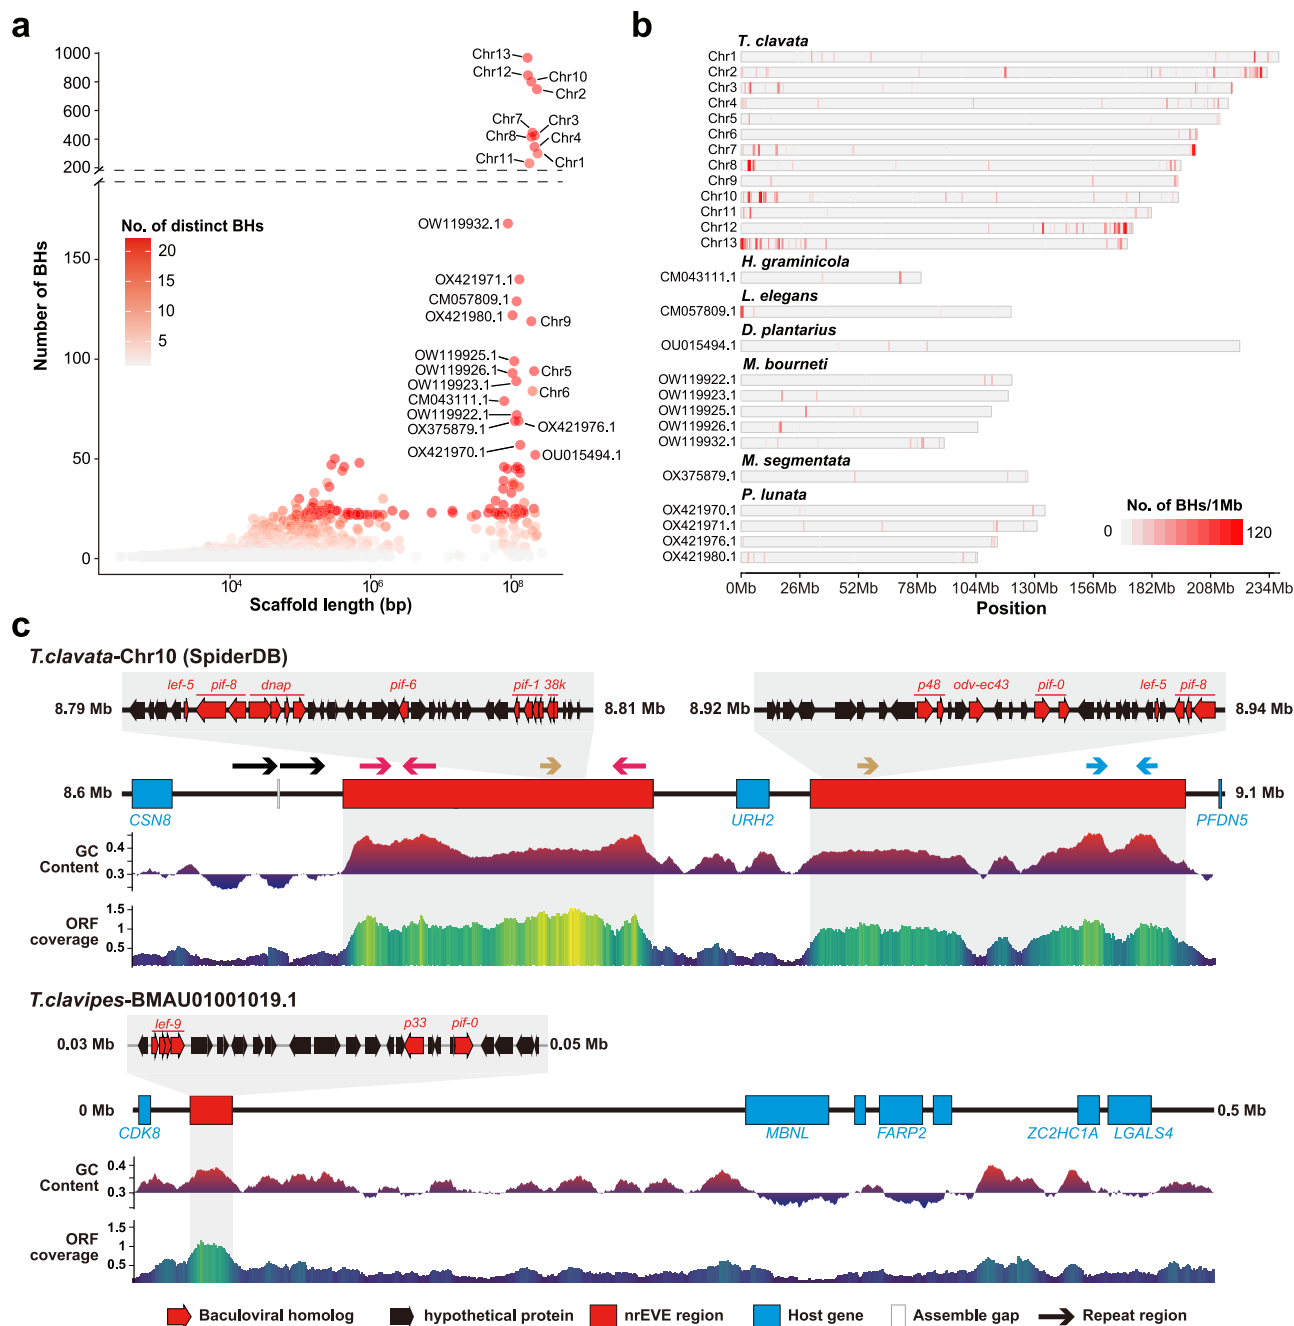 a
1000
800
600
400
200
150
100
50
0
Number of BHs
No. of distinct BHs
20
15
10
5
Chr13
Chr12
Chr10
Chr2
Chr7
Chr3
Chr8
Chr4
Chr11
Chr1
OW119932.1
OX421971.1
CM057809.1
OX421980.1
Chr9
OW119925.1
OW119926.1
Chr5
OW119923.1
Chr6
CM043111.1
OW119922.1
OX375879.1
OX421976.1
OX421970.1
OU015494.1
10⁴
10⁶
10⁸
Scaffold length (bp)
b
T. clavata
Chr1
Chr2
Chr3
Chr4
Chr5
Chr6
Chr7
Chr8
Chr9
Chr10
Chr11
Chr12
Chr13
H. graminicola
CM043111.1
L. elegans
CM057809.1
D. plantarius
OU015494.1
M. bourneti
OW119922.1
OW119923.1
OW119925.1
OW119926.1
OW119932.1
M. segmentata
OX375879.1
P. lunata
OX421970.1
OX421971.1
OX421976.1
OX421980.1
No. of BHs/1Mb
0
120
0Mb 26Mb 52Mb 78Mb 104Mb 130Mb 156Mb 182Mb 208Mb 234Mb
Position
c
T.clavata-Chr10 (SpiderDB)
lef-5 pif-8 dnap pif-6 pif-1 38k
8.79 Mb
8.81 Mb
p48 odv-ec43 pif-0 lef-5 pif-8
8.92 Mb
8.94 Mb
8.6 Mb
9.1 Mb
CSN8
URH2
PFDN5
GC
Content
0.4
0.3
ORF
coverage
1.5
1
0.5
T.clavipes-BMAU01001019.1
lef-9 p33 pif-0
0.03 Mb
0.05 Mb
0 Mb
0.5 Mb
CDK8
MBNL
FARP2
ZC2HC1A
LGALS4
GC
Content
0.4
0.3
ORF
coverage
1.5
1
0.5
Baculoviral homolog
hypothetical protein
nrEVE region
Host gene
Assemble gap
Repeat region